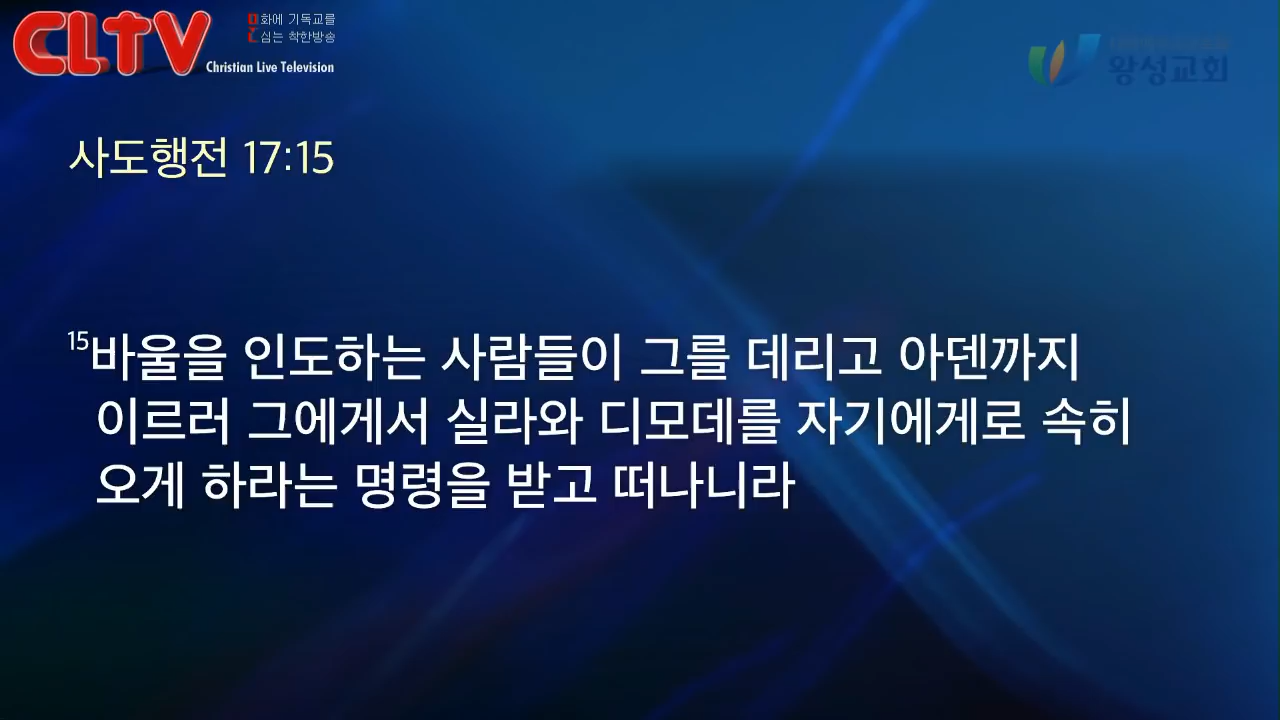 CLTV
문화에 기독교를
심는 착한방송
Christian Live Television
왕성교회
사도행전 17:15
15바울을 인도하는 사람들이 그를 데리고 아덴까지
이르러 그에게서 실라와 디모데를 자기에게로 속히
오게 하라는 명령을 받고 떠나니라